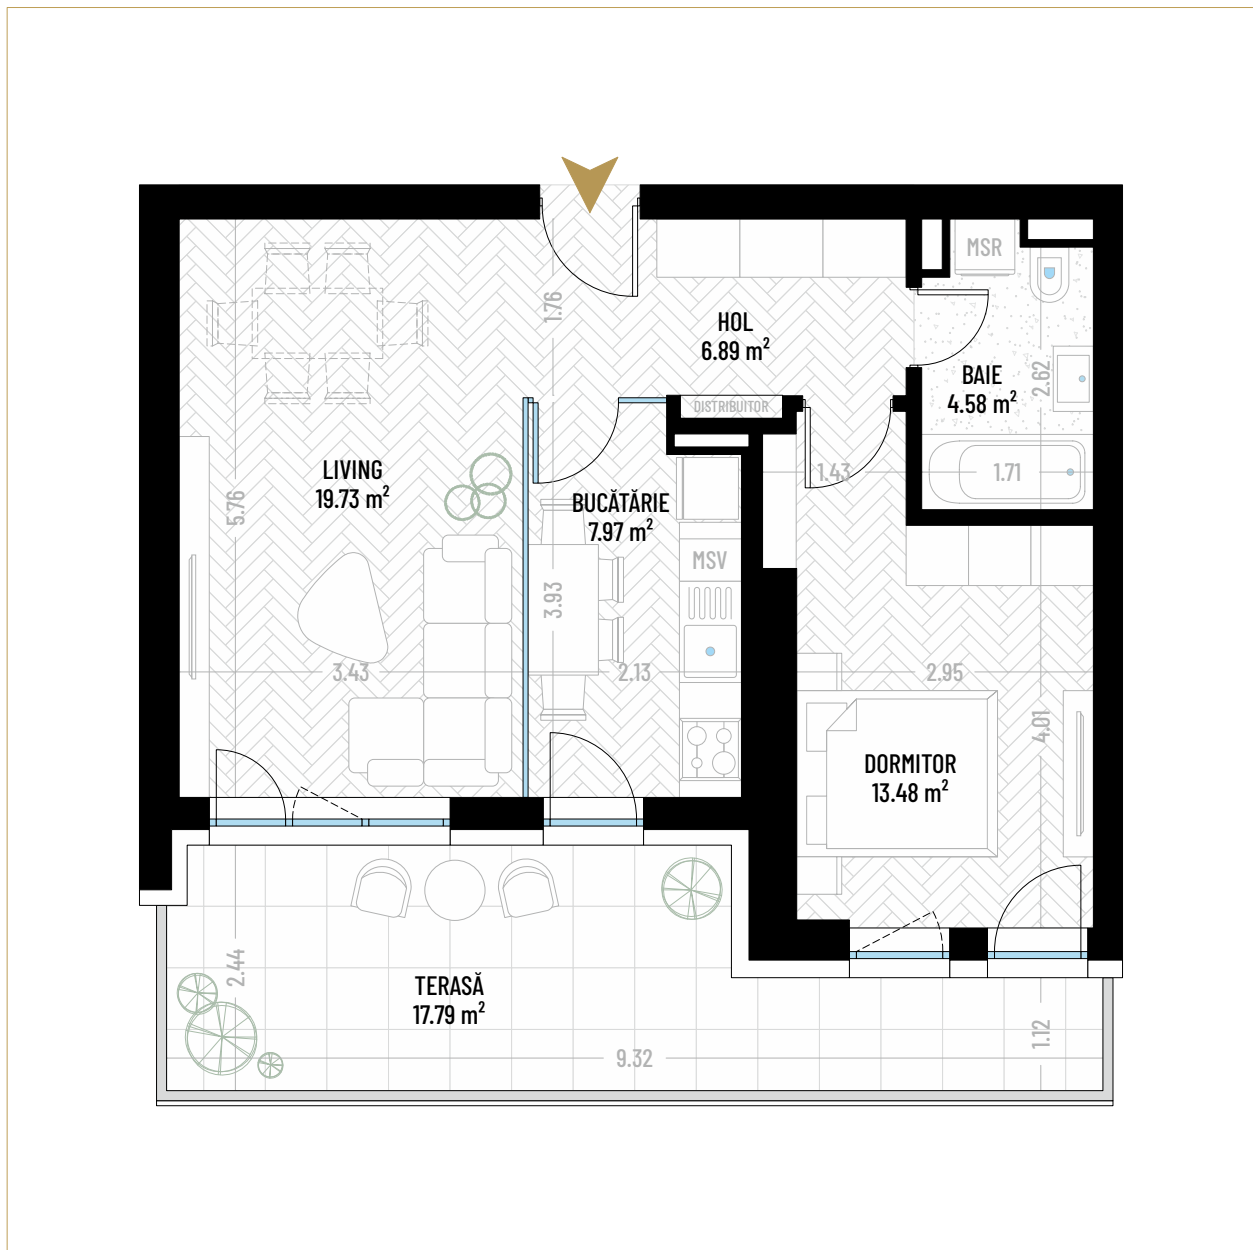 MSR
1.76
HOL
6.89 m²
BAIE
4.58 m²
2.62
DISTRIBUITOR
LIVING
19.73 m²
5.76
1.43
1.71
BUCĂTĂRIE
7.97 m²
MSV
3.93
3.43
2.13
2.95
4.01
DORMITOR
13.48 m²
2.44
TERASĂ
17.79 m²
1.12
9.32